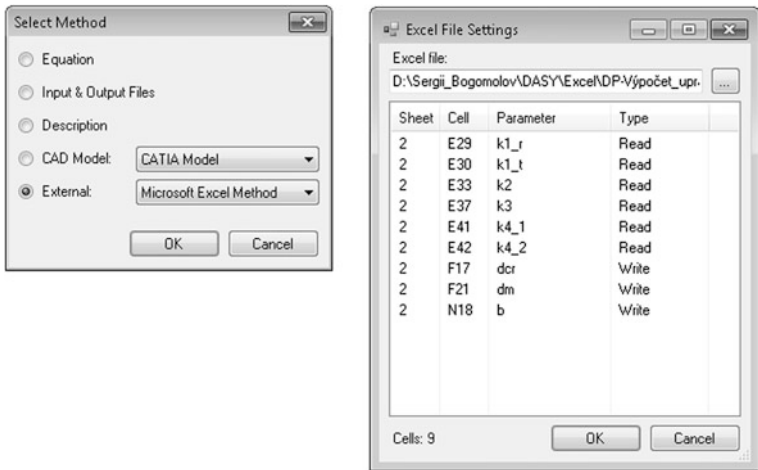 Select Method
Equation
Input & Output Files
Description
CAD Model: CATIA Model
External: Microsoft Excel Method
OK Cancel
Excel File Settings
Excel file:
D:\Sergii_Bogomolov\DASY\Excel\DP-Výpočet_upr. ...
Sheet Cell Parameter Type
2 E29 k1_r Read
2 E30 k1_t Read
2 E33 k2 Read
2 E37 k3 Read
2 E41 k4_1 Read
2 E42 k4_2 Read
2 F17 dcr Write
2 F21 dm Write
2 N18 b Write
Cells: 9 OK Cancel